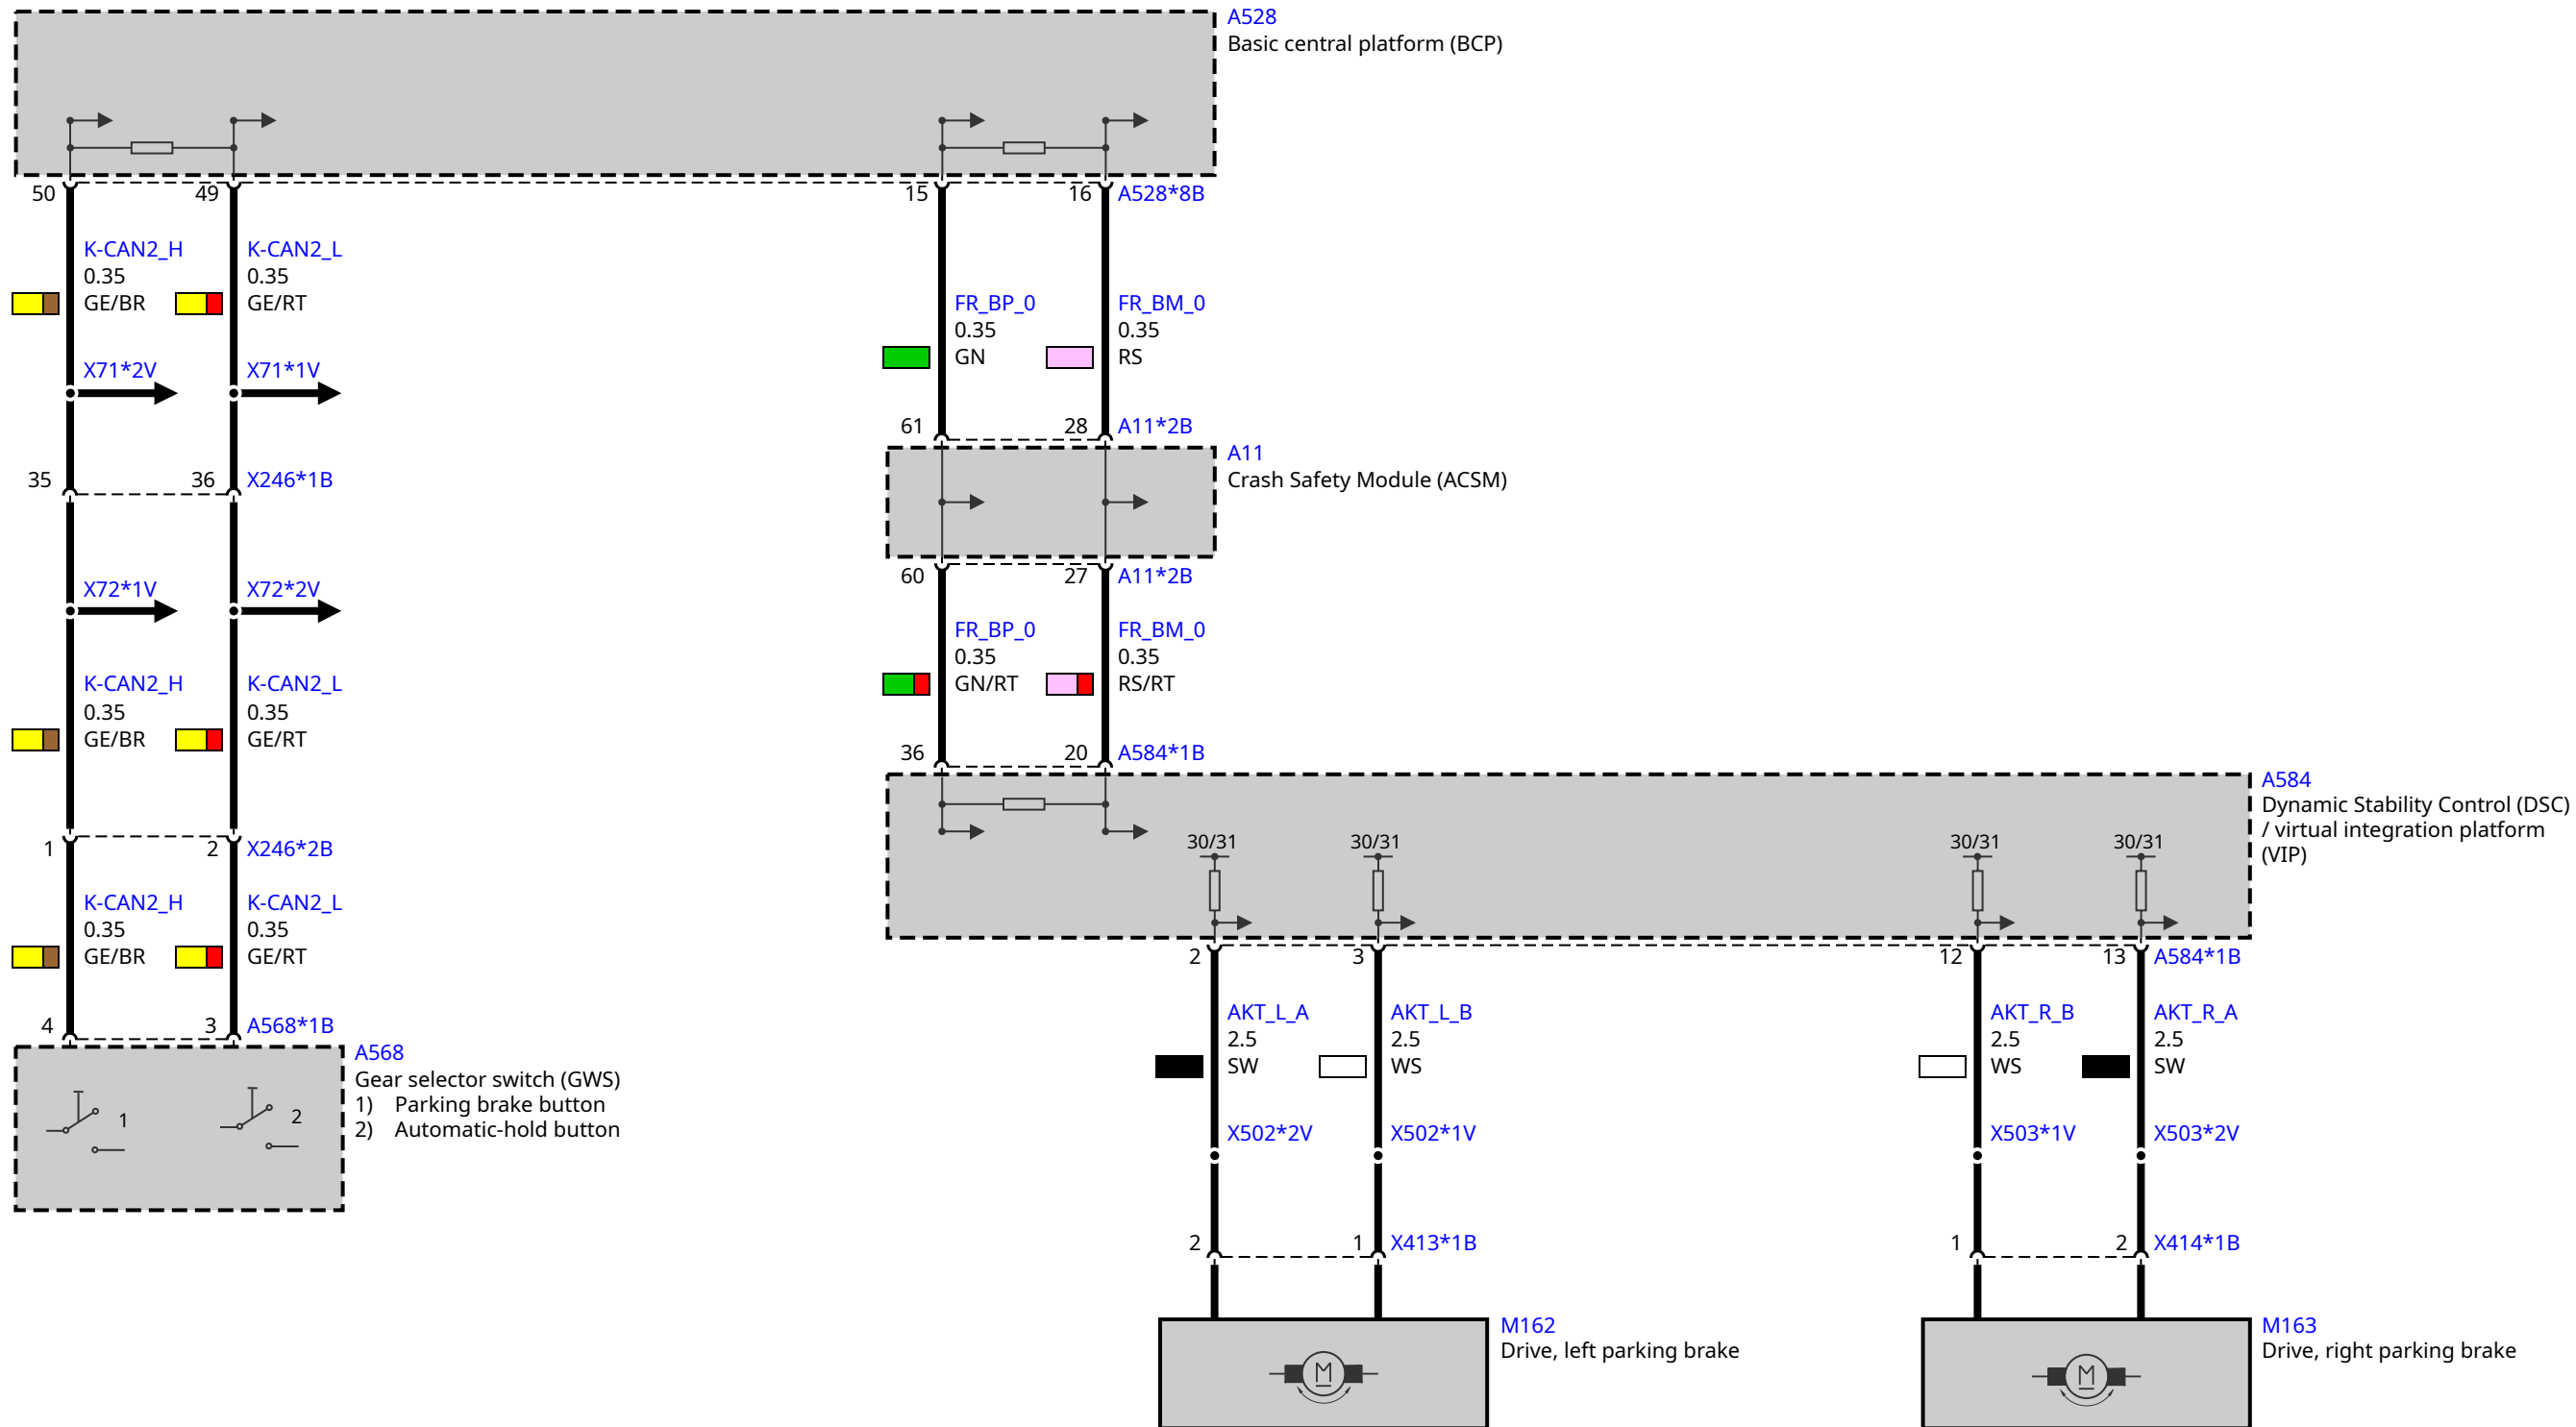 A528
Basic central platform (BCP)
50
49
15
16
A528*8B
K-CAN2_H
0.35
GE/BR
K-CAN2_L
0.35
GE/RT
FR_BP_0
0.35
GN
FR_BM_0
0.35
RS
X71*2V
X71*1V
61
28
A11*2B
A11
Crash Safety Module (ACSM)
35
36
X246*1B
60
27
A11*2B
X72*1V
X72*2V
FR_BP_0
0.35
GN/RT
FR_BM_0
0.35
RS/RT
K-CAN2_H
0.35
GE/BR
K-CAN2_L
0.35
GE/RT
36
20
A584*1B
A584
Dynamic Stability Control (DSC)
/ virtual integration platform
(VIP)
30/31
30/31
30/31
30/31
1
2
X246*2B
K-CAN2_H
0.35
GE/BR
K-CAN2_L
0.35
GE/RT
2
3
12
13
A584*1B
4
3
A568*1B
A568
Gear selector switch (GWS)
1) Parking brake button
2) Automatic-hold button
1
2
AKT_L_A
2.5
SW
AKT_L_B
2.5
WS
AKT_R_B
2.5
WS
AKT_R_A
2.5
SW
X502*2V
X502*1V
X503*1V
X503*2V
2
1
X413*1B
1
2
X414*1B
M162
Drive, left parking brake
M
M163
Drive, right parking brake
M